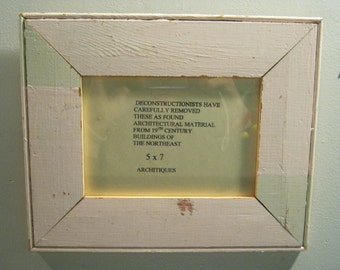 DECONSTRUCTIONISTS HAVE
CAREFULLY REMOVED
THESE AS FOUND
ARCHITECTURAL MATERIAL
FROM 19TH CENTURY
BUILDINGS OF
THE NORTHEAST
5 x 7
ARCHITIQUES